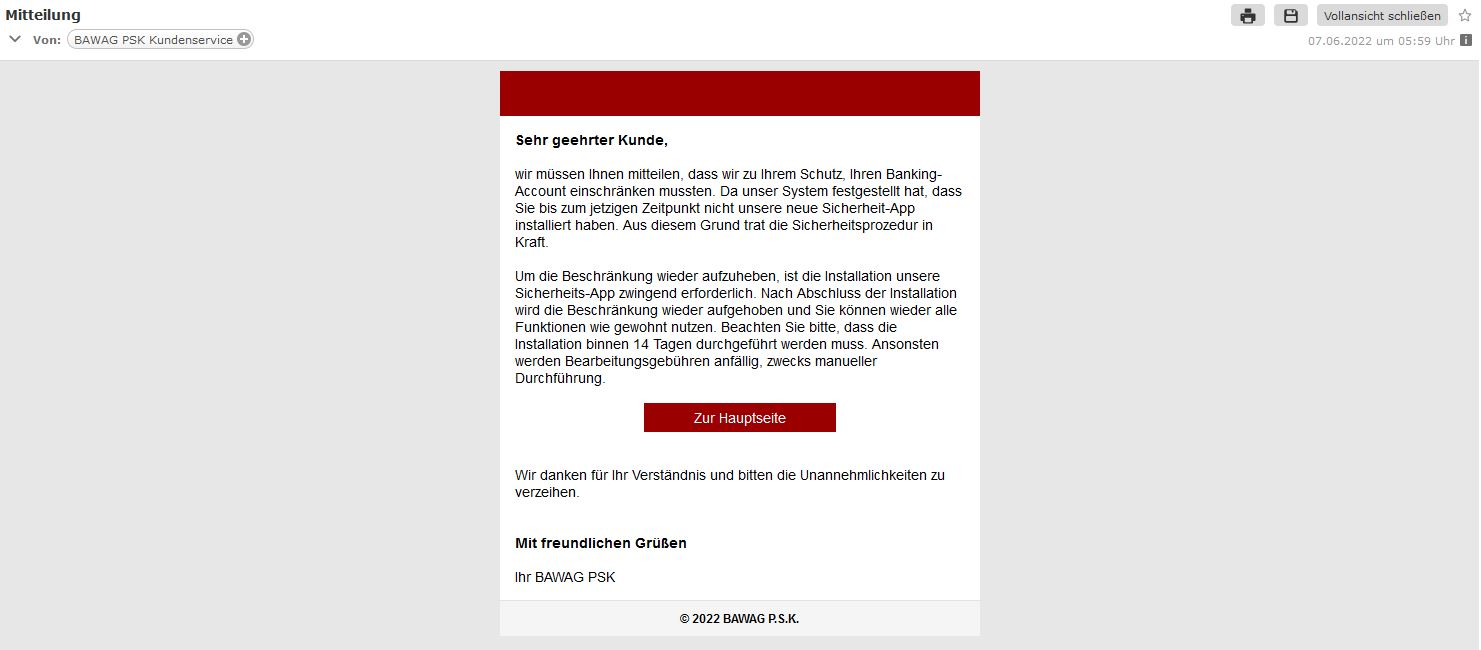 Mitteilung
Vollansicht schließen
Von: BAWAG PSK Kundenservice
07.06.2022 um 05:59 Uhr
Sehr geehrter Kunde,
wir müssen Ihnen mitteilen, dass wir zu Ihrem Schutz, Ihren Banking-
Account einschränken mussten. Da unser System festgestellt hat, dass
Sie bis zum jetzigen Zeitpunkt nicht unsere neue Sicherheit-App
installiert haben. Aus diesem Grund trat die Sicherheitsprozedur in
Kraft.
Um die Beschränkung wieder aufzuheben, ist die Installation unsere
Sicherheits-App zwingend erforderlich. Nach Abschluss der Installation
wird die Beschränkung wieder aufgehoben und Sie können wieder alle
Funktionen wie gewohnt nutzen. Beachten Sie bitte, dass die
Installation binnen 14 Tagen durchgeführt werden muss. Ansonsten
werden Bearbeitungsgebühren anfällig, zwecks manueller
Durchführung.
Zur Hauptseite
Wir danken für Ihr Verständnis und bitten die Unannehmlichkeiten zu
verzeihen.
Mit freundlichen Grüßen
Ihr BAWAG PSK
© 2022 BAWAG P.S.K.